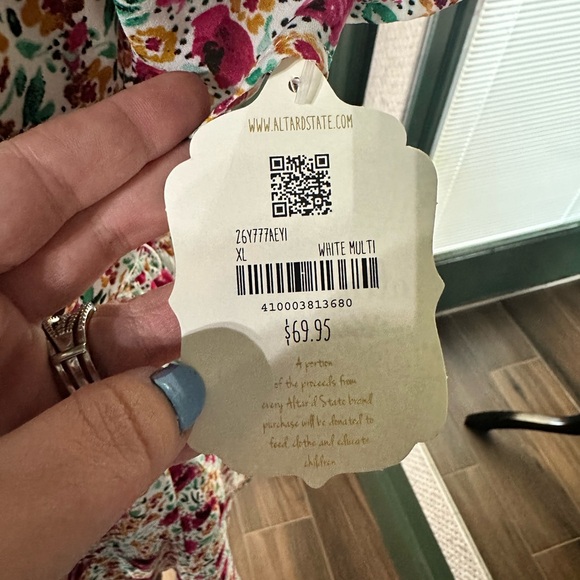 WWW.ALTARDSTATE.COM
26Y777AEYI
XL WHITE MULTI
410003813680
$69.95
A portion
of the proceeds from
every Altar'd State brand
purchase will be donated to
feed, clothe and educate
children